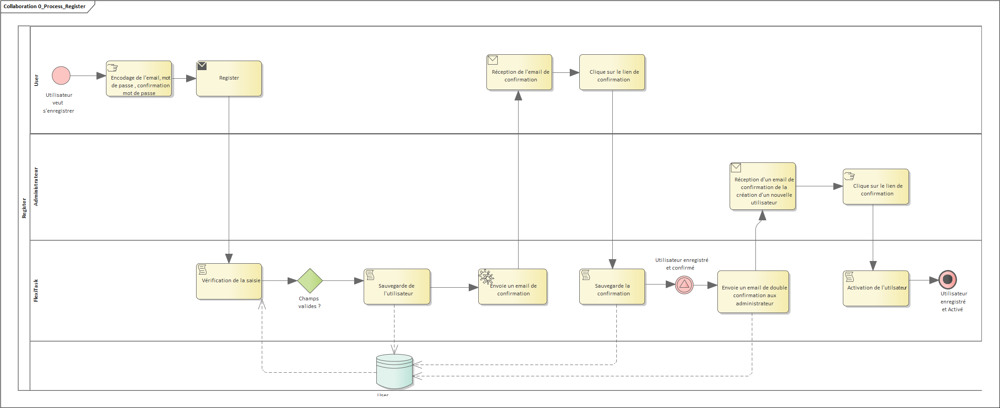 Collaboration 0_Process_Register
Register
User
Utilisateur
veut
s'enregistrer
Encodage de l'email, mot
de passe , confirmation
mot de passe
Register
Réception de l'email de
confirmation
Clique sur le lien de
confirmation
Administrateur
Réception d'un email de
confirmation de la
création d'un nouvelle
utilisateur
Clique sur le lien de
confirmation
FlexiTask
Vérification de la saisie
Champs
valides ?
Sauvegarde de
l'utilisateur
Envoie un email de
confirmation
Sauvegarde la
confirmation
Utilisateur enregistré
et confirmé
Envoie un email de double
confirmation aux
administrateur
Activation de l'utilsateur
Utilisateur
enregistré
et Activé
User